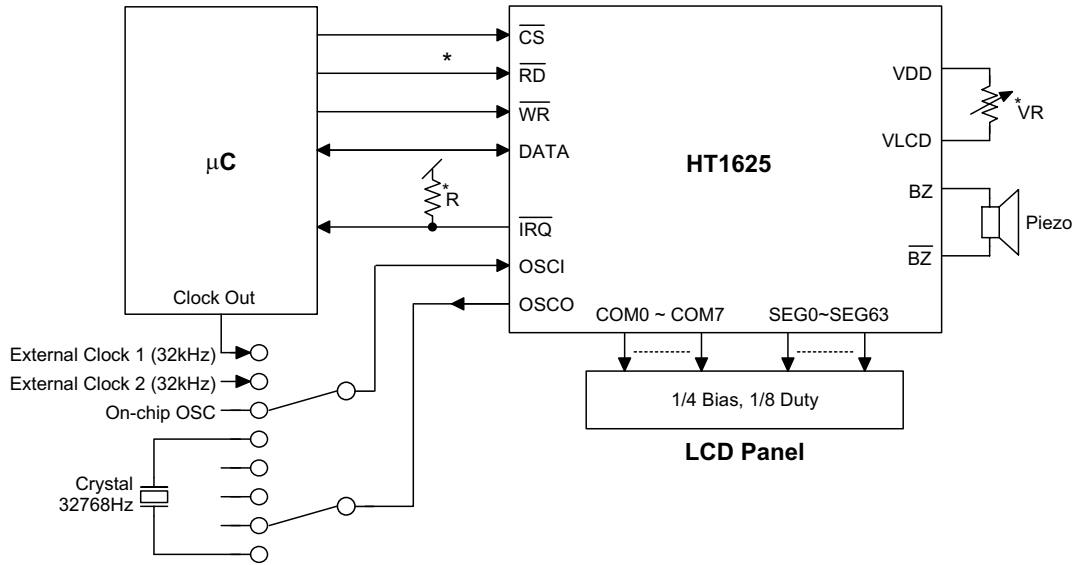 μC
Clock Out
*
CS
RD
WR
DATA
*
R
IRQ
OSCI
OSCO
HT1625
VDD
*
VR
VLCD
BZ
BZ
Piezo
COM0 ~ COM7
SEG0~SEG63
1/4 Bias, 1/8 Duty
LCD Panel
External Clock 1 (32kHz)
External Clock 2 (32kHz)
On-chip OSC
Crystal
32768Hz